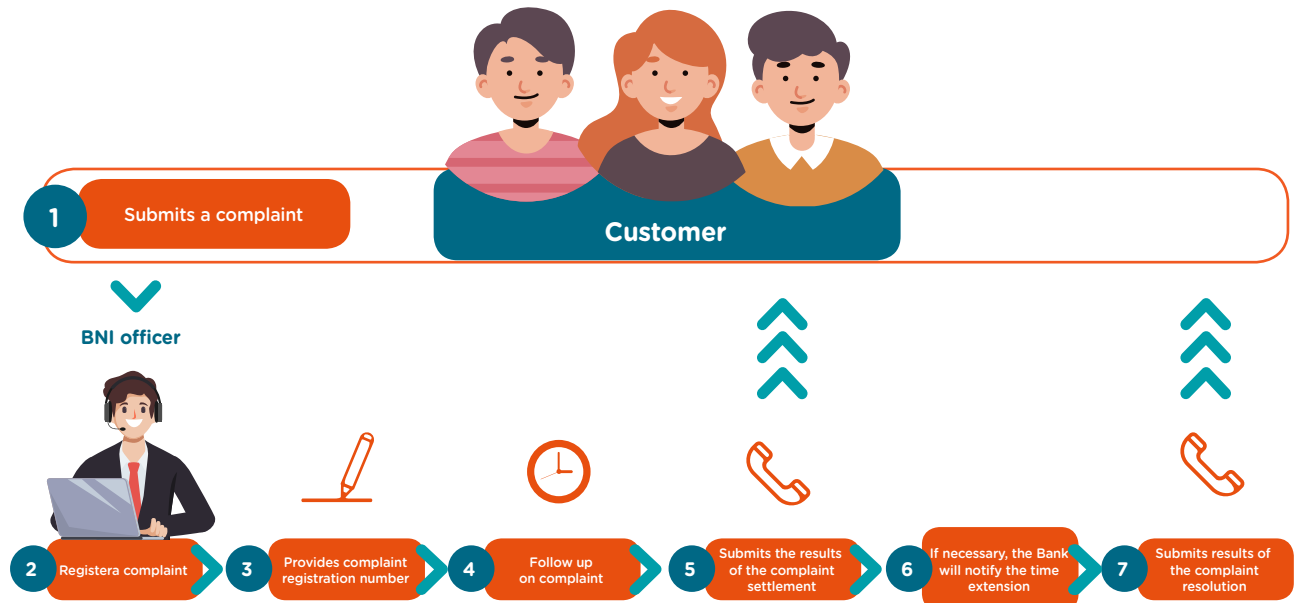 1
Submits a complaint
Customer
BNI officer
2
Registera complaint
3
Provides complaint
registration number
4
Follow up
on complaint
5
Submits the results
of the complaint
settlement
6
If necessary, the Bank
will notify the time
extension
7
Submits results of
the complaint
resolution